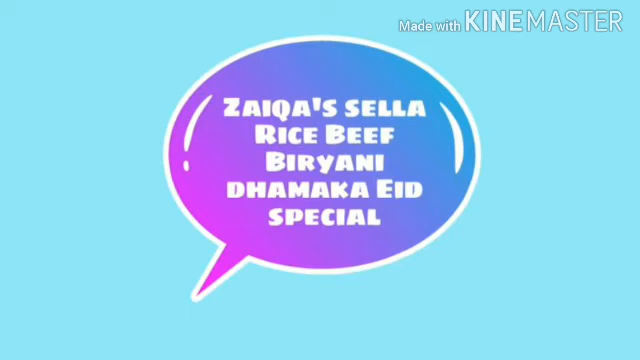 Made with KINEMASTER
Zaiqa's sella
Rice Beef
Biryani
dhamaka Eid
special